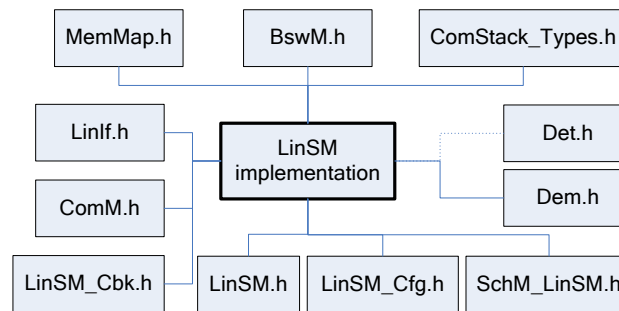 MemMap.h
BswM.h
ComStack_Types.h
LinIf.h
LinSM
implementation
Det.h
ComM.h
Dem.h
LinSM_Cbk.h
LinSM.h
LinSM_Cfg.h
SchM_LinSM.h